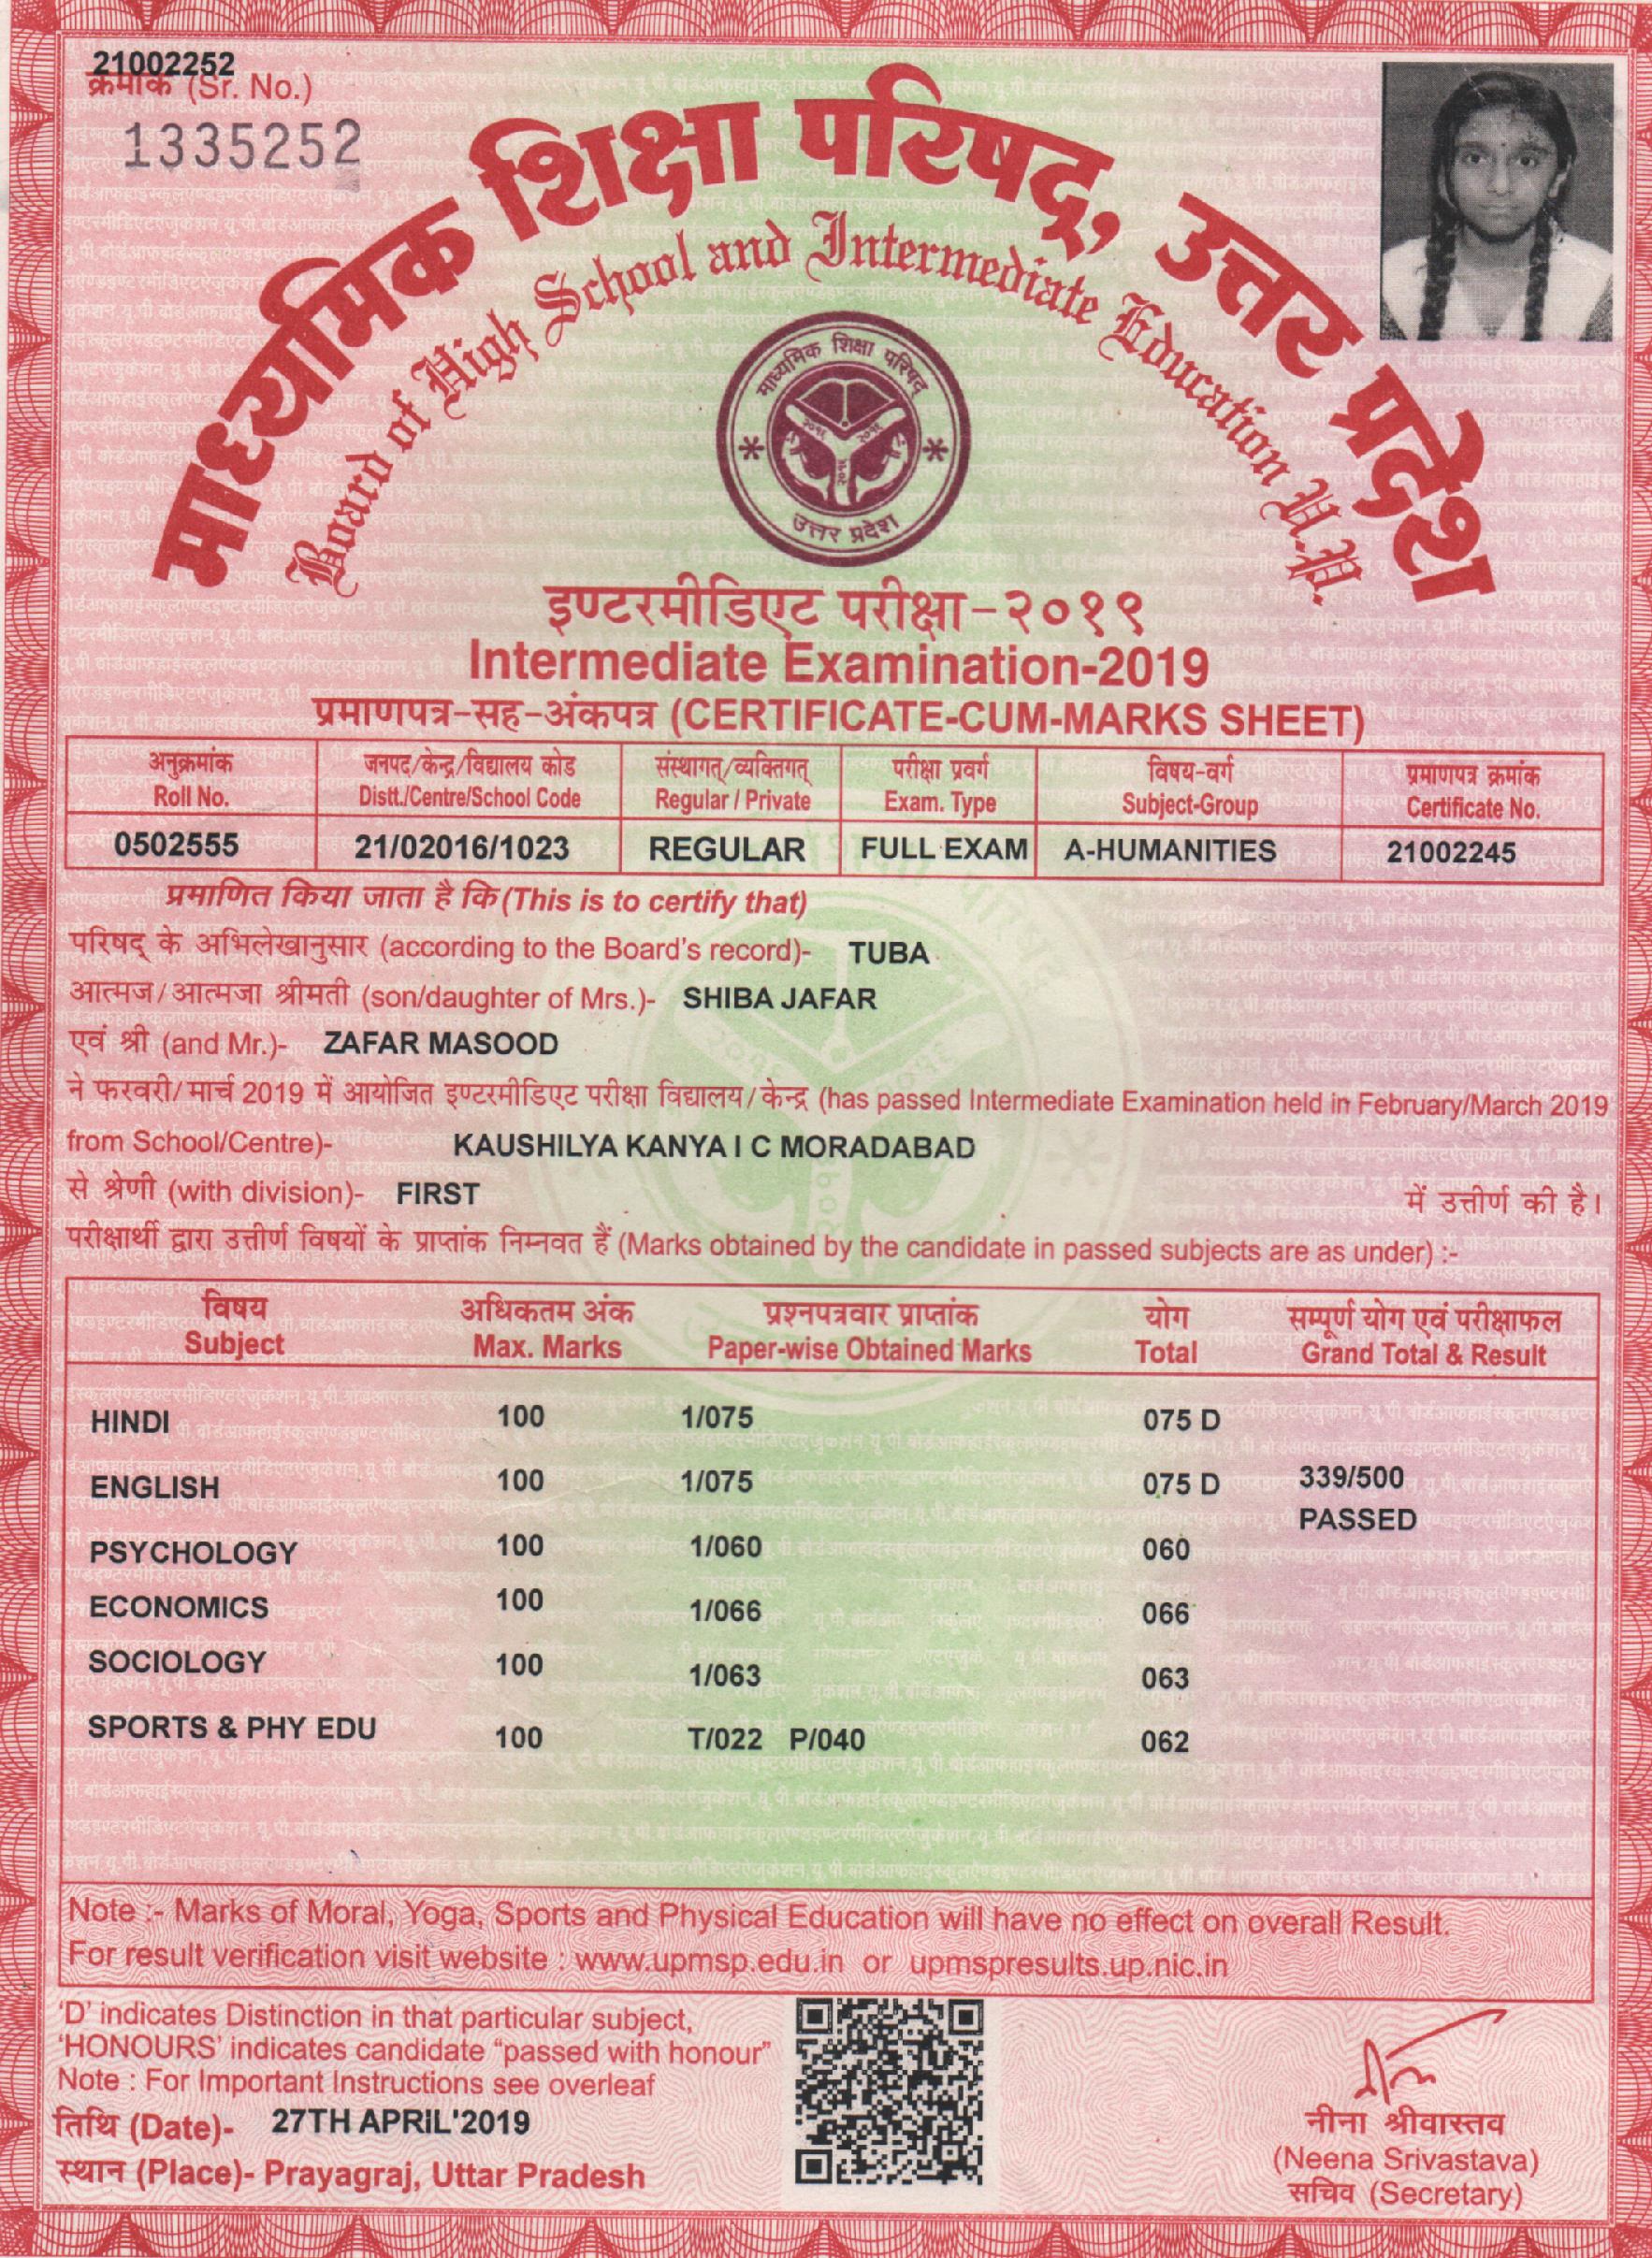 21002252
क्रमांक (Sr. No.)
1335252
माध्यमिक शिक्षा परिषद्, उत्तर प्रदेश
Board of High School and Intermediate Education U.P.
माध्यमिक शिक्षा परिषद्
उत्तर प्रदेश
इण्टरमीडिएट परीक्षा-२०१९
Intermediate Examination-2019
प्रमाणपत्र-सह-अंकपत्र (CERTIFICATE-CUM-MARKS SHEET)
अनुक्रमांक जनपद/केन्द्र/विद्यालय कोड संस्थागत्/व्यक्तिगत् परीक्षा प्रवर्ग विषय-वर्ग प्रमाणपत्र क्रमांक
Roll No. Distt./Centre/School Code Regular / Private Exam. Type Subject-Group Certificate No.
0502555 21/02016/1023 REGULAR FULL EXAM A-HUMANITIES 21002245
प्रमाणित किया जाता है कि (This is to certify that)
परिषद् के अभिलेखानुसार (according to the Board's record)- TUBA
आत्मज/आत्मजा श्रीमती (son/daughter of Mrs.)- SHIBA JAFAR
एवं श्री (and Mr.)- ZAFAR MASOOD
ने फरवरी/मार्च 2019 में आयोजित इण्टरमीडिएट परीक्षा विद्यालय/केन्द्र (has passed Intermediate Examination held in February/March 2019
from School/Centre)- KAUSHILYA KANYA I C MORADABAD
से श्रेणी (with division)- FIRST में उत्तीर्ण की है।
परीक्षार्थी द्वारा उत्तीर्ण विषयों के प्राप्तांक निम्नवत हैं (Marks obtained by the candidate in passed subjects are as under) :-
विषय अधिकतम अंक प्रश्नपत्रवार प्राप्तांक योग सम्पूर्ण योग एवं परीक्षाफल
Subject Max. Marks Paper-wise Obtained Marks Total Grand Total & Result
HINDI 100 1/075 075 D
ENGLISH 100 1/075 075 D 339/500
PASSED
PSYCHOLOGY 100 1/060 060
ECONOMICS 100 1/066 066
SOCIOLOGY 100 1/063 063
SPORTS & PHY EDU 100 T/022 P/040 062
Note :- Marks of Moral, Yoga, Sports and Physical Education will have no effect on overall Result.
For result verification visit website : www.upmsp.edu.in or upmspresults.up.nic.in
'D' indicates Distinction in that particular subject,
'HONOURS' indicates candidate "passed with honour"
Note : For Important Instructions see overleaf
तिथि (Date)- 27TH APRIL'2019
स्थान (Place)- Prayagraj, Uttar Pradesh
नीना श्रीवास्तव
(Neena Srivastava)
सचिव (Secretary)